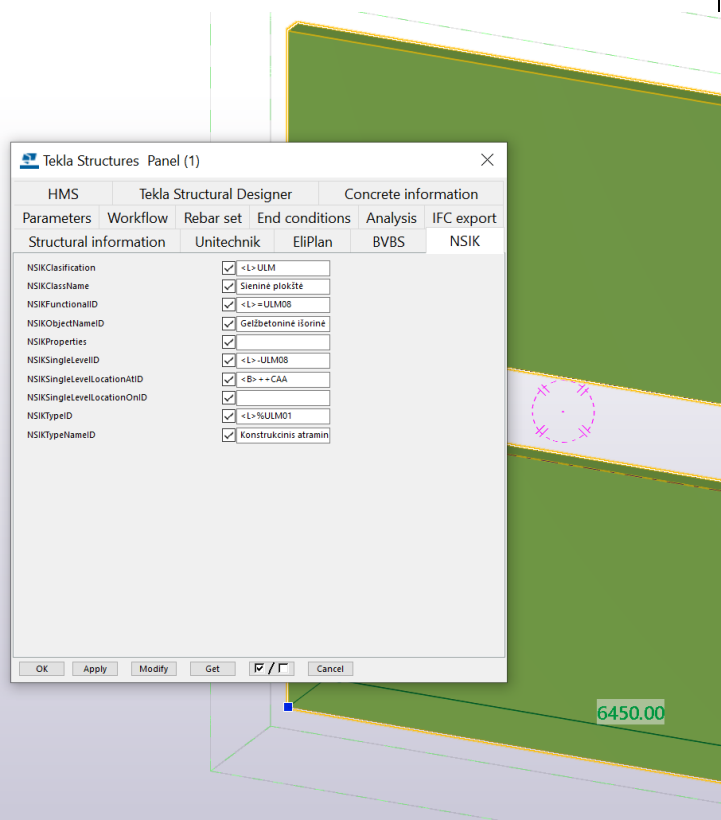 Tekla Structures Panel (1)
HMS Tekla Structural Designer Concrete information
Parameters Workflow Rebar set End conditions Analysis IFC export
Structural information Unitechnik EliPlan BVBS NSIK
NSIKClasification <L>ULM
NSIKClassName Sieninė plokštė
NSIKFunctionalID <L>=ULM08
NSIKObjectNameID Gelžbetoninė išorinė
NSIKProperties
NSIKSingleLevelID <L>-ULM08
NSIKSingleLevelLocationAtID <B>++CAA
NSIKSingleLevelLocationOnID
NSIKTypeID <L>%ULM01
NSIKTypeNameID Konstrukcinis atramin
OK Apply Modify Get / Cancel
6450.00